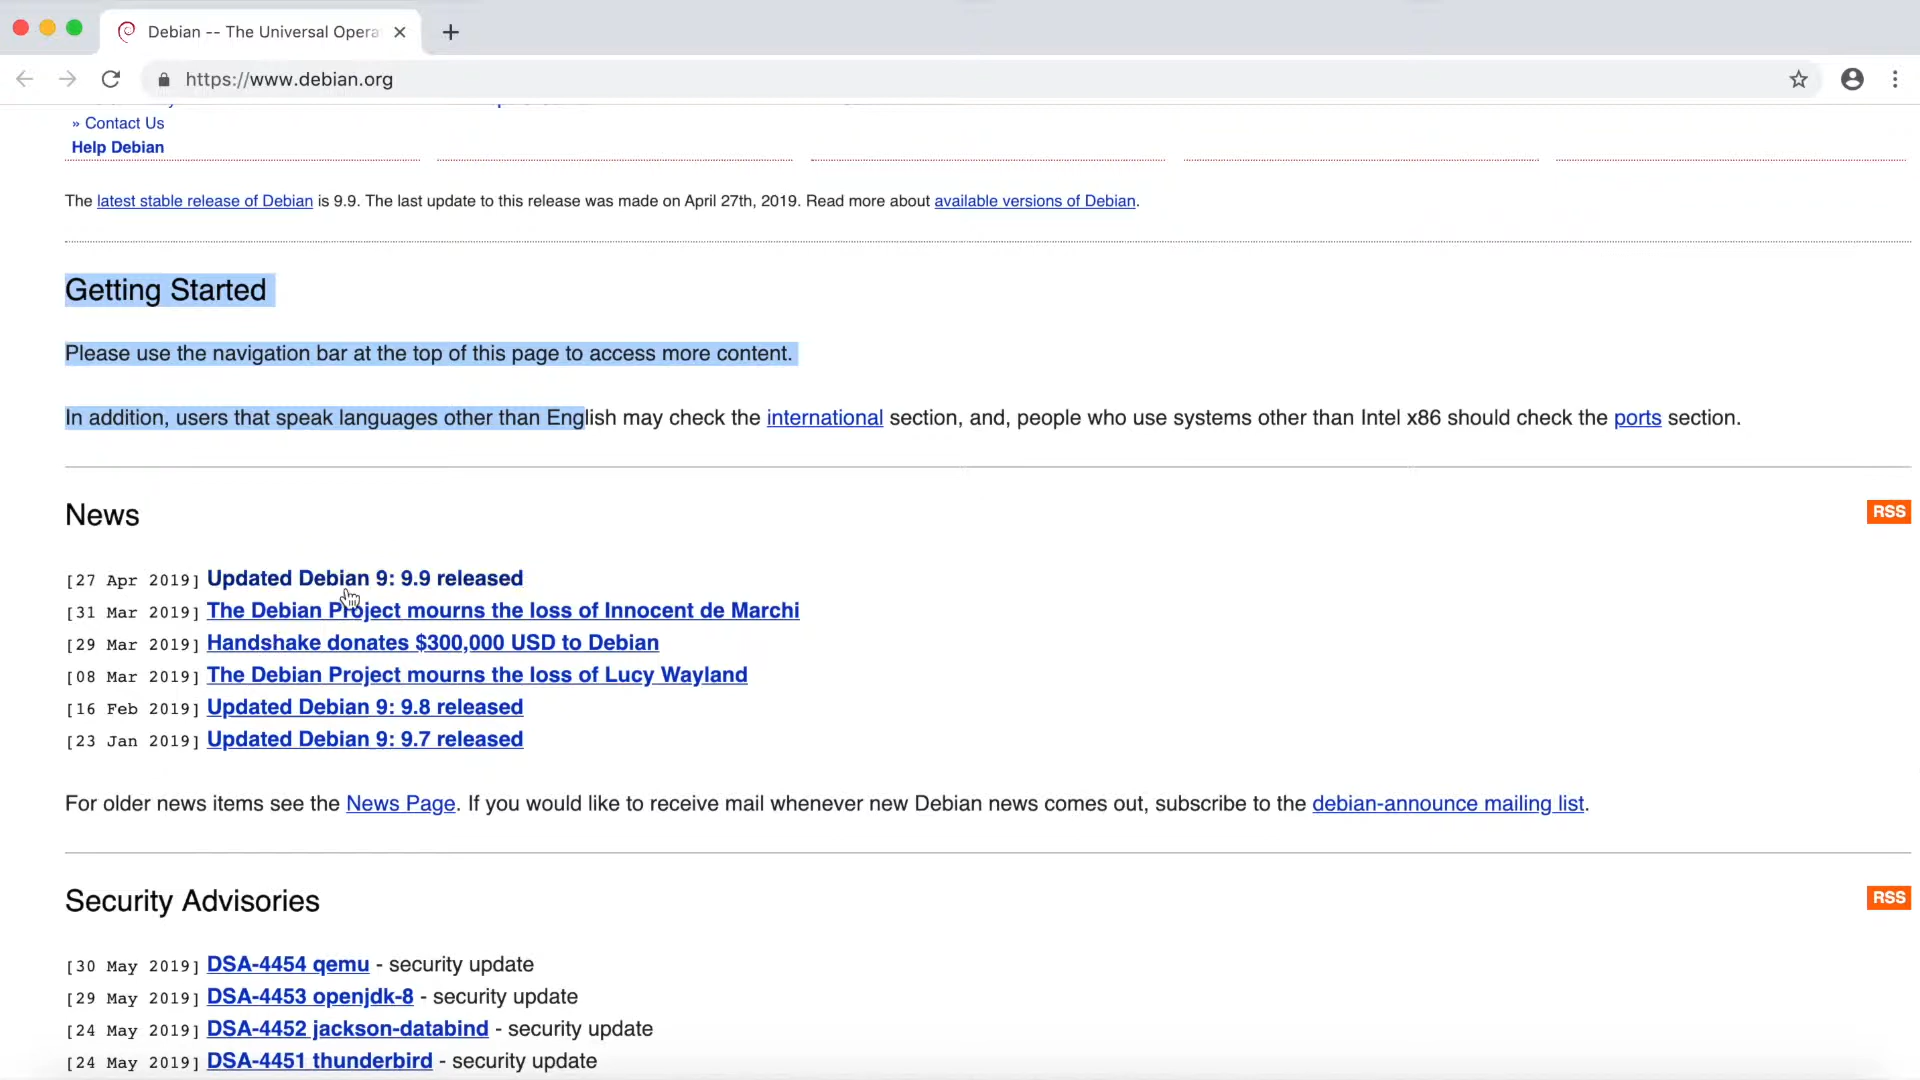 Debian -- The Universal Opera
https://www.debian.org
» Contact Us
Help Debian
The latest stable release of Debian is 9.9. The last update to this release was made on April 27th, 2019. Read more about available versions of Debian.
Getting Started
Please use the navigation bar at the top of this page to access more content.
In addition, users that speak languages other than English may check the international section, and, people who use systems other than Intel x86 should check the ports section.
News
RSS
[27 Apr 2019] Updated Debian 9: 9.9 released
[31 Mar 2019] The Debian Project mourns the loss of Innocent de Marchi
[29 Mar 2019] Handshake donates $300,000 USD to Debian
[08 Mar 2019] The Debian Project mourns the loss of Lucy Wayland
[16 Feb 2019] Updated Debian 9: 9.8 released
[23 Jan 2019] Updated Debian 9: 9.7 released
For older news items see the News Page. If you would like to receive mail whenever new Debian news comes out, subscribe to the debian-announce mailing list.
Security Advisories
RSS
[30 May 2019] DSA-4454 qemu - security update
[29 May 2019] DSA-4453 openjdk-8 - security update
[24 May 2019] DSA-4452 jackson-databind - security update
[24 May 2019] DSA-4451 thunderbird - security update